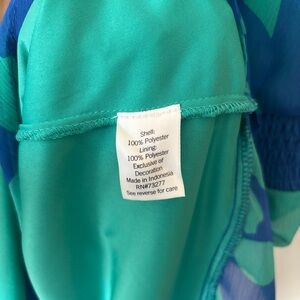 Shell:
100% Polyester
Lining:
100% Polyester
Exclusive of
Decoration
Made in Indonesia
RN#73277
See reverse for care